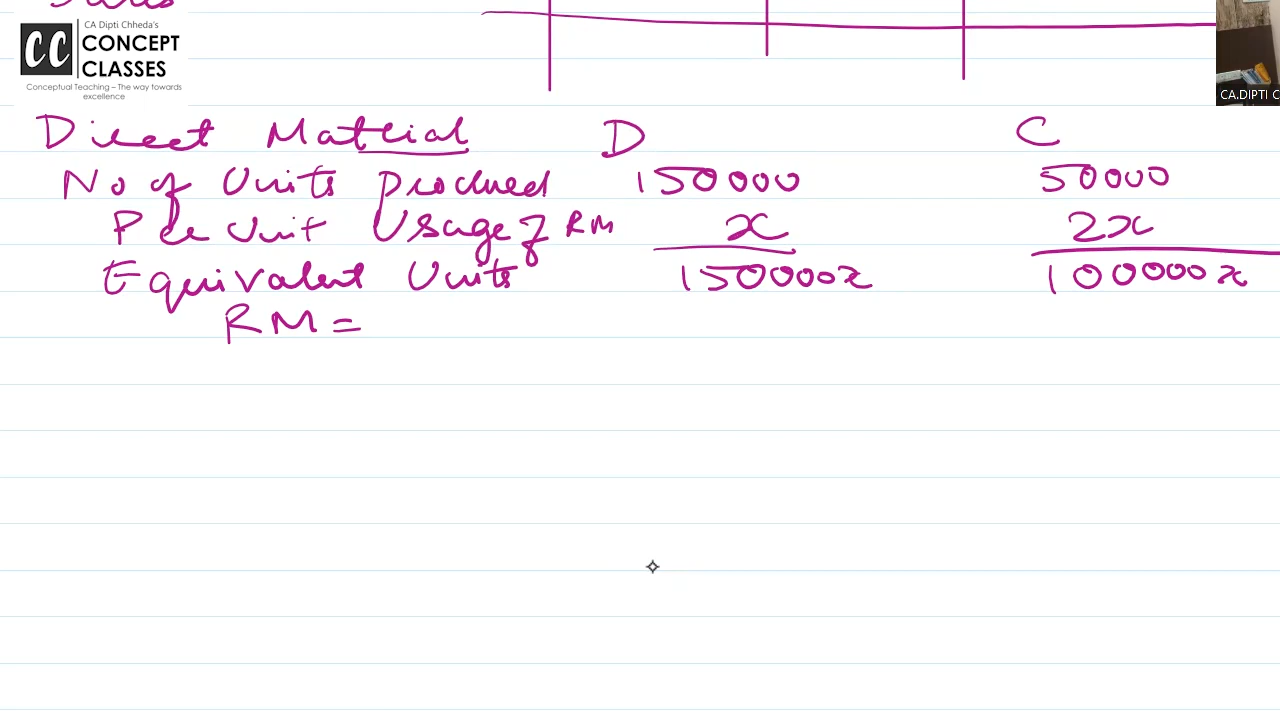 CA Dipti Chheda's
CC CONCEPT
CLASSES
Conceptual Teaching – The way towards
excellence
CA.DIPTI C
Direct Material D C
No of Units Produced 150000 50000
Per Unit Usage of RM x 2x
Equivalent Units 150000x 100000x
RM =